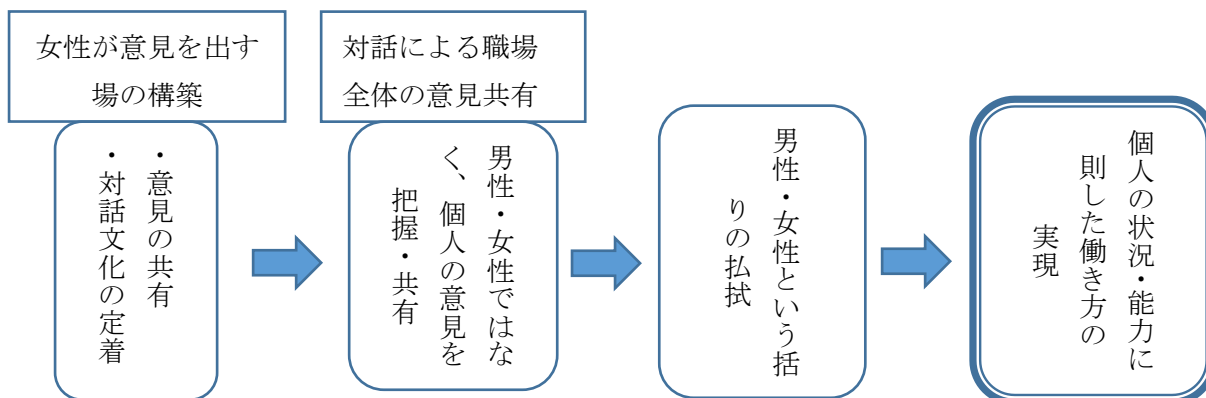 女性が意見を出す
場の構築
対話による職場
全体の意見共有
・意見の共有
・対話文化の定着
男性・女性ではな
く、個人の意見を
把握・共有
男性・女性という括
りの払拭
個人の状況・能力に
則した働き方の
実現